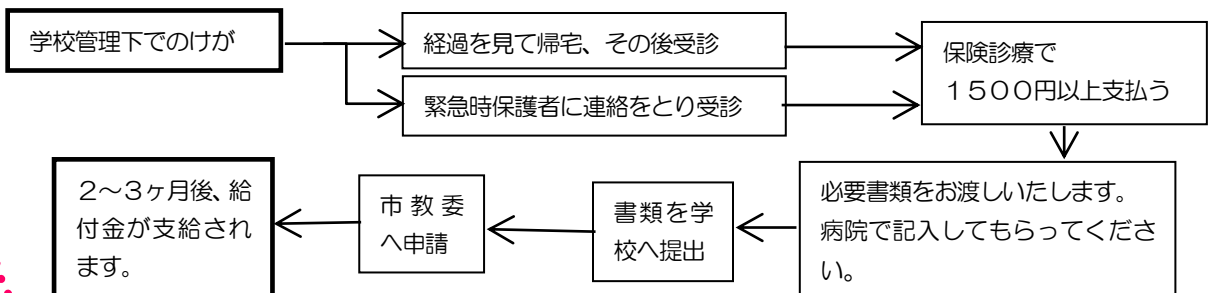 学校管理下でのけが
経過を見て帰宅、その後受診
緊急時保護者に連絡をとり受診
保険診療で
１５００円以上支払う
必要書類をお渡しいたします。
病院で記入してもらってくださ
い。
書類を学
校へ提出
市教委
へ申請
２～３ヶ月後、給
付金が支給され
ます。